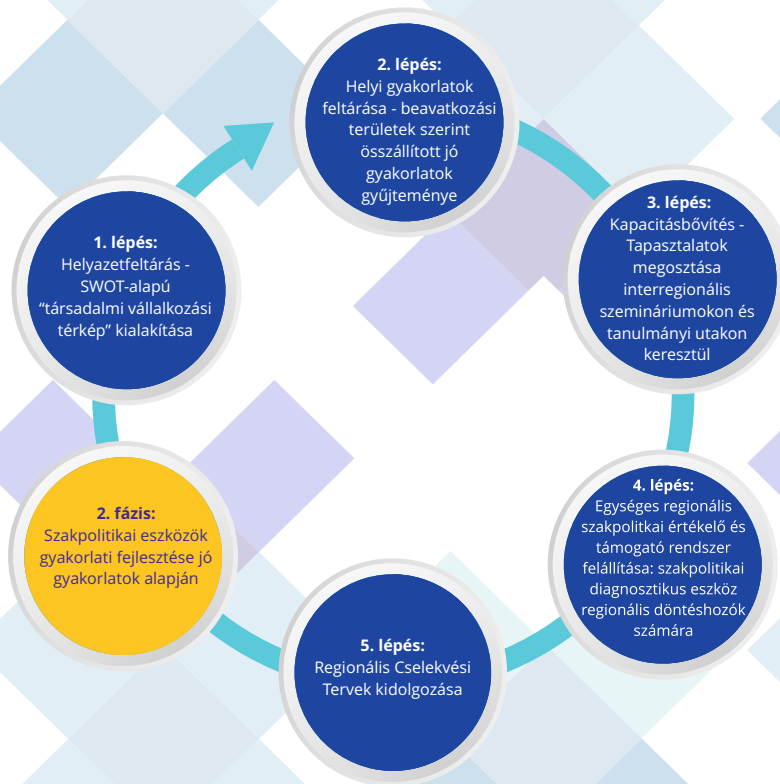 1. lépés:
Helyazetfeltárás -
SWOT-alapú
“társadalmi vállalkozási
térkép” kialakítása
2. lépés:
Helyi gyakorlatok
feltárása - beavatkozási
területek szerint
összállított jó
gyakorlatok
gyűjteménye
3. lépés:
Kapacitásbővítés -
Tapasztalatok
megosztása
interregionális
szemináriumokon és
tanulmányi utakon
keresztül
4. lépés:
Egységes regionális
szakpolitkai értékelő és
támogató rendszer
felállítása: szakpolitikai
diagnosztikus eszköz
regionális döntéshozók
számára
5. lépés:
Regionális Cselekvési
Tervek kidolgozása
2. fázis:
Szakpolitikai eszközök
gyakorlati fejlesztése jó
gyakorlatok alapján